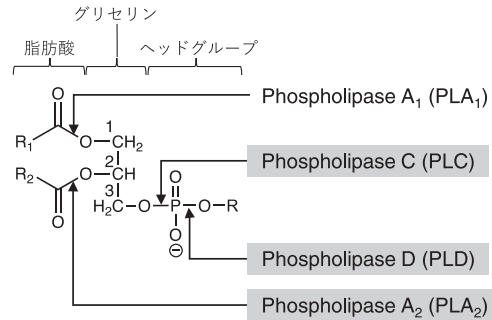 グリセリン
脂肪酸 ヘッドグループ
O
1
R₁ O CH₂
Phospholipase A₁ (PLA₁)
2
R₂ O CH
Phospholipase C (PLC)
3
O O
H₂C O P O R
O
⊖
Phospholipase D (PLD)
Phospholipase A₂ (PLA₂)